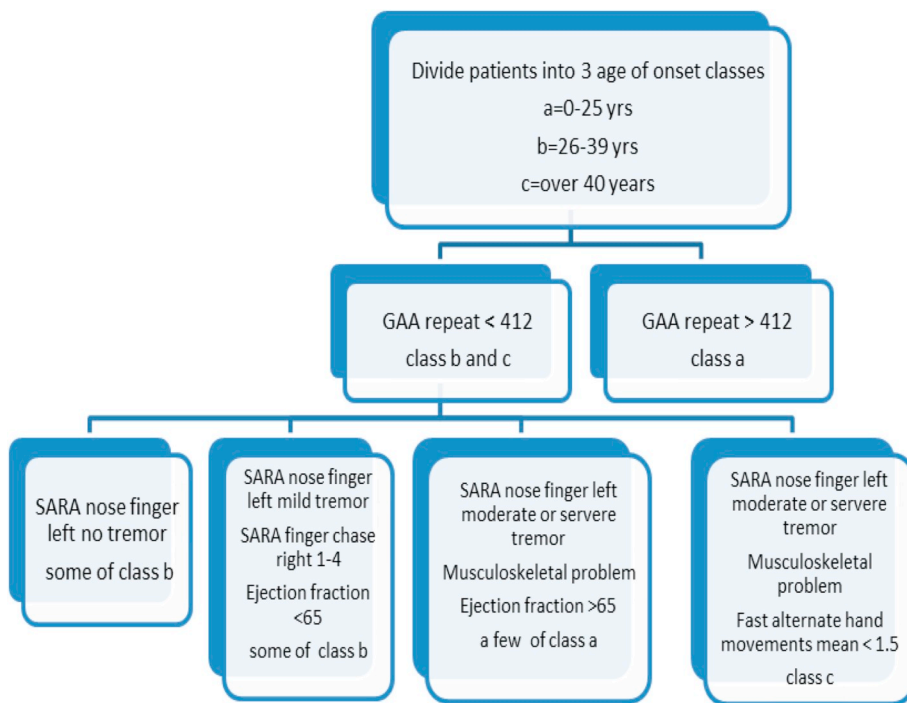 Divide patients into 3 age of onset classes
a=0-25 yrs
b=26-39 yrs
c=over 40 years
GAA repeat < 412
class b and c
GAA repeat > 412
class a
SARA nose finger
left no tremor
some of class b
SARA nose finger
left mild tremor
SARA finger chase
right 1-4
Ejection fraction
<65
some of class b
SARA nose finger left
moderate or servere
tremor
Musculoskeletal problem
Ejection fraction >65
a few of class a
SARA nose finger left
moderate or servere
tremor
Musculoskeletal
problem
Fast alternate hand
movements mean < 1.5
class c